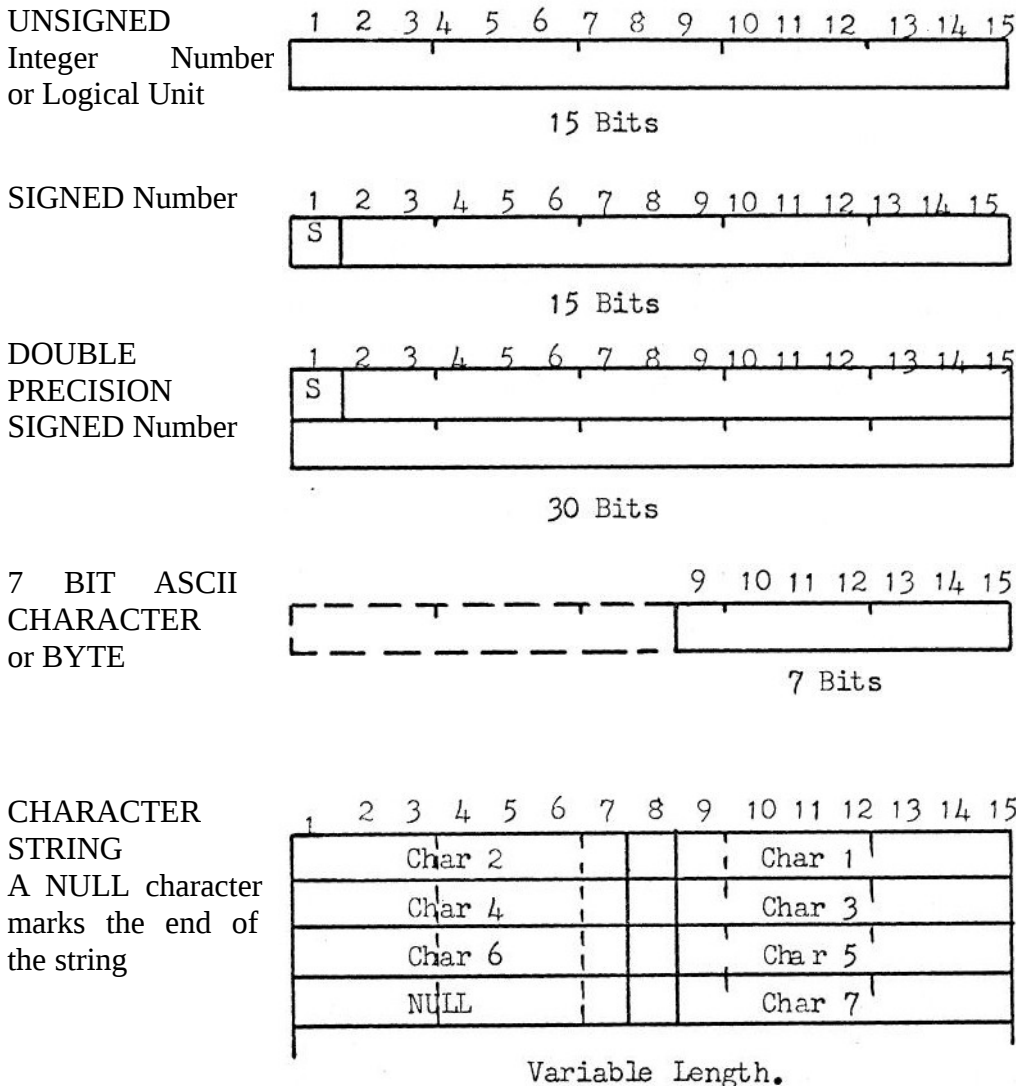 UNSIGNED
Integer Number
or Logical Unit
1 2 3 4 5 6 7 8 9 10 11 12 13 14 15
15 Bits
SIGNED Number
1 2 3 4 5 6 7 8 9 10 11 12 13 14 15
S
15 Bits
DOUBLE
PRECISION
SIGNED Number
1 2 3 4 5 6 7 8 9 10 11 12 13 14 15
S
30 Bits
7 BIT ASCII
CHARACTER
or BYTE
9 10 11 12 13 14 15
7 Bits
CHARACTER
STRING
A NULL character
marks the end of
the string
1 2 3 4 5 6 7 8 9 10 11 12 13 14 15
Char 2 Char 1
Char 4 Char 3
Char 6 Char 5
NULL Char 7
Variable Length.